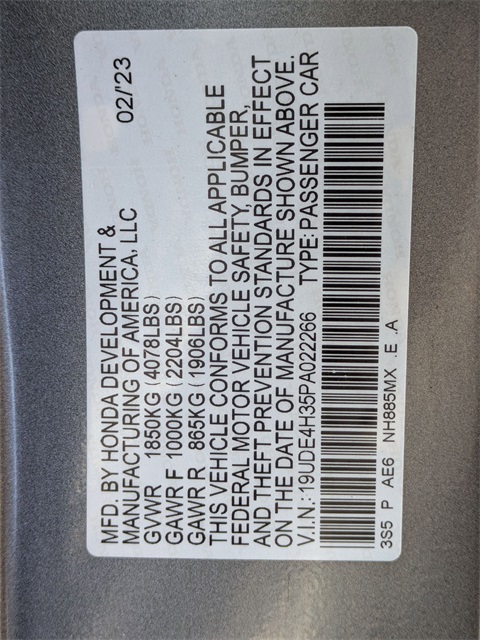 MFD. BY HONDA DEVELOPMENT & 02/'23
MANUFACTURING OF AMERICA, LLC
GVWR 1850KG (4078LBS)
GAWR F 1000KG (2204LBS)
GAWR R 865KG (1906LBS)
THIS VEHICLE CONFORMS TO ALL APPLICABLE
FEDERAL MOTOR VEHICLE SAFETY, BUMPER,
AND THEFT PREVENTION STANDARDS IN EFFECT
ON THE DATE OF MANUFACTURE SHOWN ABOVE.
V.I.N.: 19UDE4H35PA022266 TYPE: PASSENGER CAR
3S5 P AE6 NH885MX .E .A